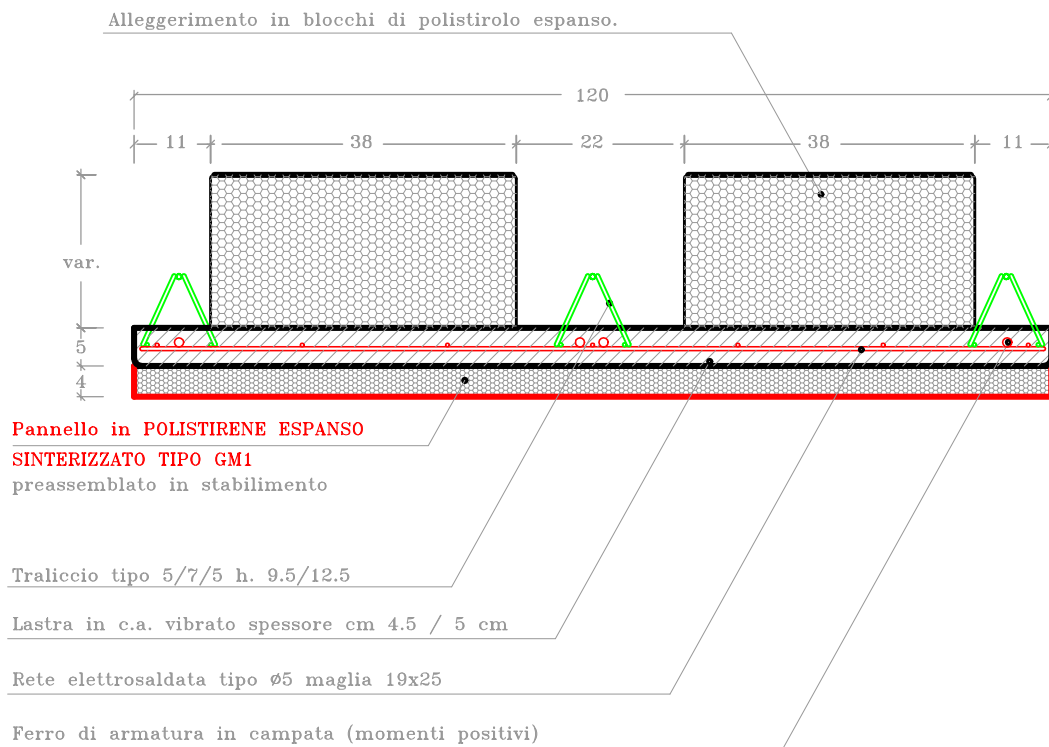 Alleggerimento in blocchi di polistirolo espanso.
120
11 38 22 38 11
var.
5
4
Pannello in POLISTIRENE ESPANSO
SINTERIZZATO TIPO GM1
preassemblato in stabilimento
Traliccio tipo 5/7/5 h. 9.5/12.5
Lastra in c.a. vibrato spessore cm 4.5 / 5 cm
Rete elettrosaldata tipo ø5 maglia 19x25
Ferro di armatura in campata (momenti positivi)